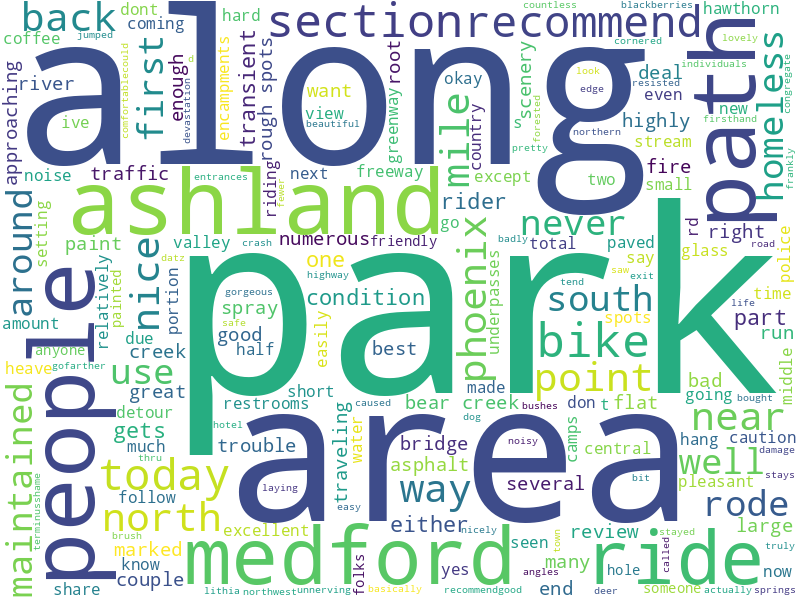 back
dont
coming
coffee
hard
jumped
section
recommend
countless
blackberries
hawthorn
along
path
river
ive
approaching
first
comfortablecould
enough
devastation
d
encampments
transient
root
rough spots
want
view
beautiful
okay
look
edge
cornered
resisted
lovely
individuals
deal
even
new
firsthand
homeless
congregate
frankly
greenway
mile
country
scenery
s
forested
northern
highly
stream
noise
traffic
entrances
riding
fewer
next
freeway
except
pretty
two
fire
small
ashland
rider
go
never
rd
right
road
around
setting
paint
nice
valley
crash
numerous
friendly
badly
total
paved
say
glass
police
people
painted
relatively
portion
datz
highway
one
phoenix
underpasses
tend
saw
exit
life
time
gorgeous
spray
condition
south
spots
part
amount
due
safe
good
easily
bike
run
anyone
creek
half
best
park
bad
middle
gofarther
heave
use
great
hotel
restrooms
short
made
point
going
bought
detour
caused
dog
bear creek
bushes
don t
flat
near
maintained
gets
much
trouble
traveling
water
bridge
noisy
several
camps
central
hang
caution
damage
thru
area
asphalt
bit
well
pleasant
stays
today
follow
laying
easy
way
rode
now
terminusshame
north
marked
excellent
nicely
either
seen
review
large
brush
know
medford
folks
yes
many
town
stayed
called
ride
truly
share
couple
lithia
northwest
unnerving
basically
recommendgood
angles
end
hole
deer
someone
actually
springs